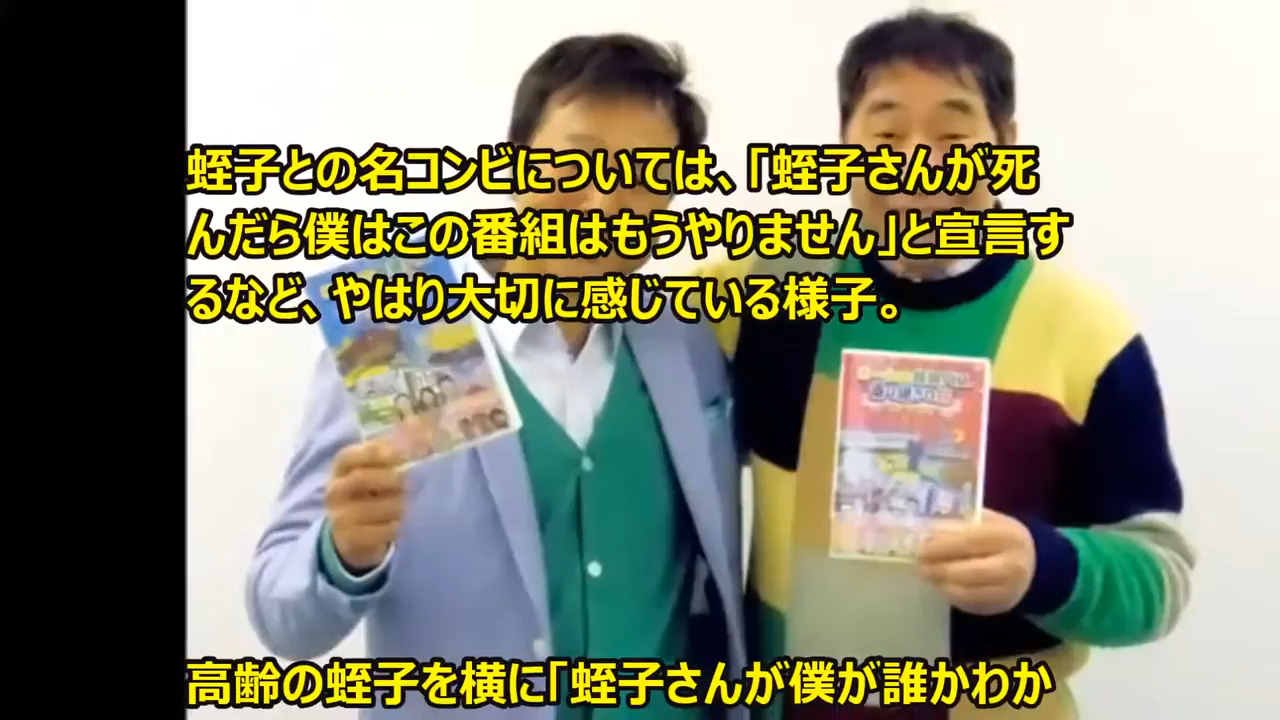 蛭子との名コンビについては、「蛭子さんが死
んだら僕はこの番組はもうやりません」と宣言す
るなど、やはり大切に感じている様子。
高齢の蛭子を横に「蛭子さんが僕が誰かわか